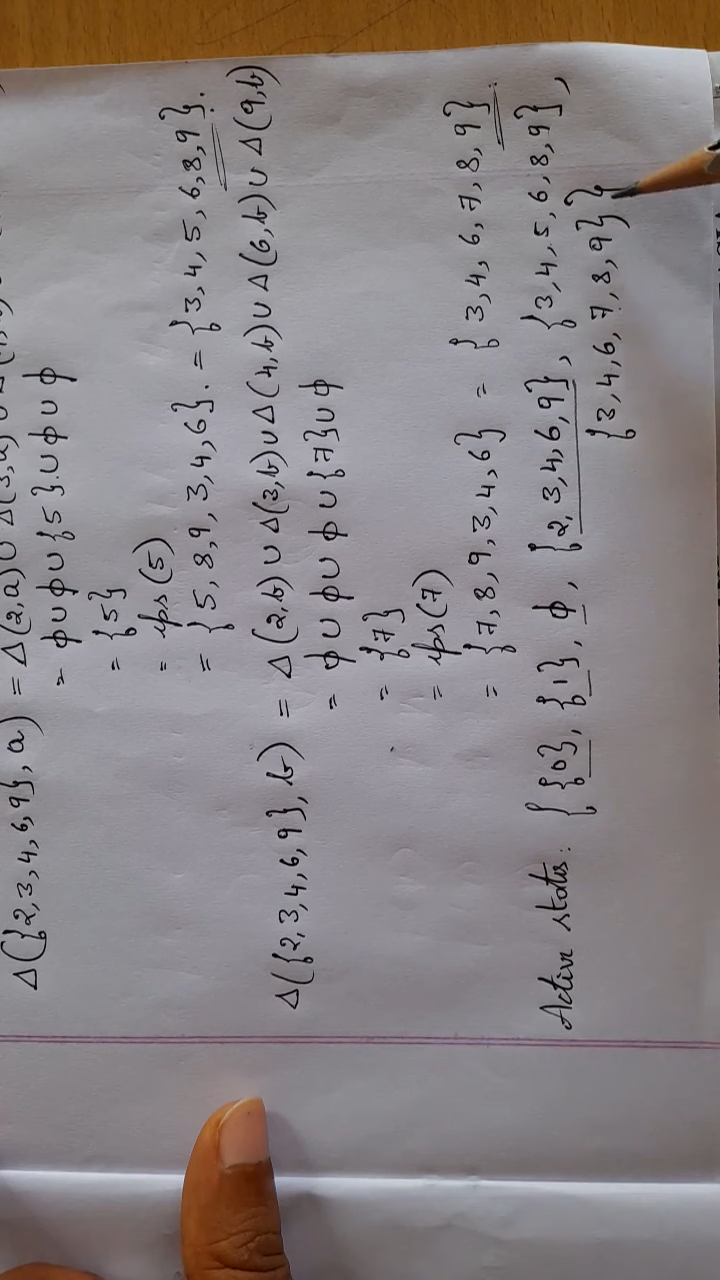 Δ({2,3,4,6,9}, a) = Δ(2,a) ∪ Δ(3,a) ∪ Δ(
= ϕ ∪ ϕ ∪ {5} ∪ ϕ ∪ ϕ
= {5}
= eps(5)
= {5,8,9,3,4,6}. = {3,4,5,6,8,9}.
Δ({2,3,4,6,9}, b) = Δ(2,b) ∪ Δ(3,b) ∪ Δ(4,b) ∪ Δ(6,b) ∪ Δ(9,b)
= ϕ ∪ ϕ ∪ ϕ ∪ {7} ∪ ϕ
= {7}
= eps(7)
= {7,8,9,3,4,6} = {3,4,6,7,8,9}.
Active states: {{0}, {1}, ϕ, {2,3,4,6,9}, {3,4,5,6,8,9},
{3,4,6,7,8,9}}